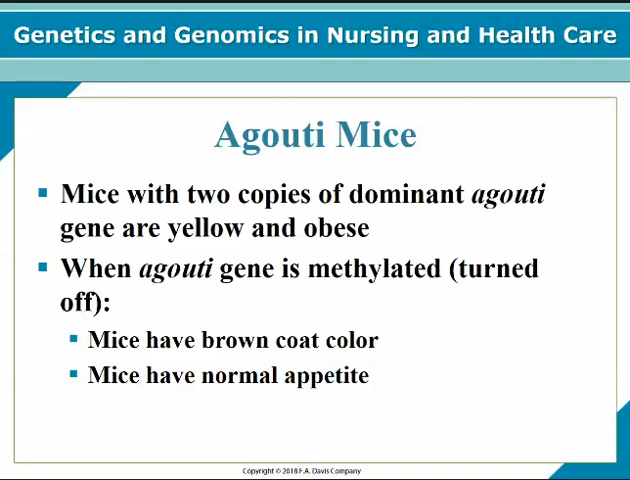 Genetics and Genomics in Nursing and Health Care
Agouti Mice
▪ Mice with two copies of dominant agouti
gene are yellow and obese
▪ When agouti gene is methylated (turned
off):
▪ Mice have brown coat color
▪ Mice have normal appetite
Copyright © 2018 F.A. Davis Company